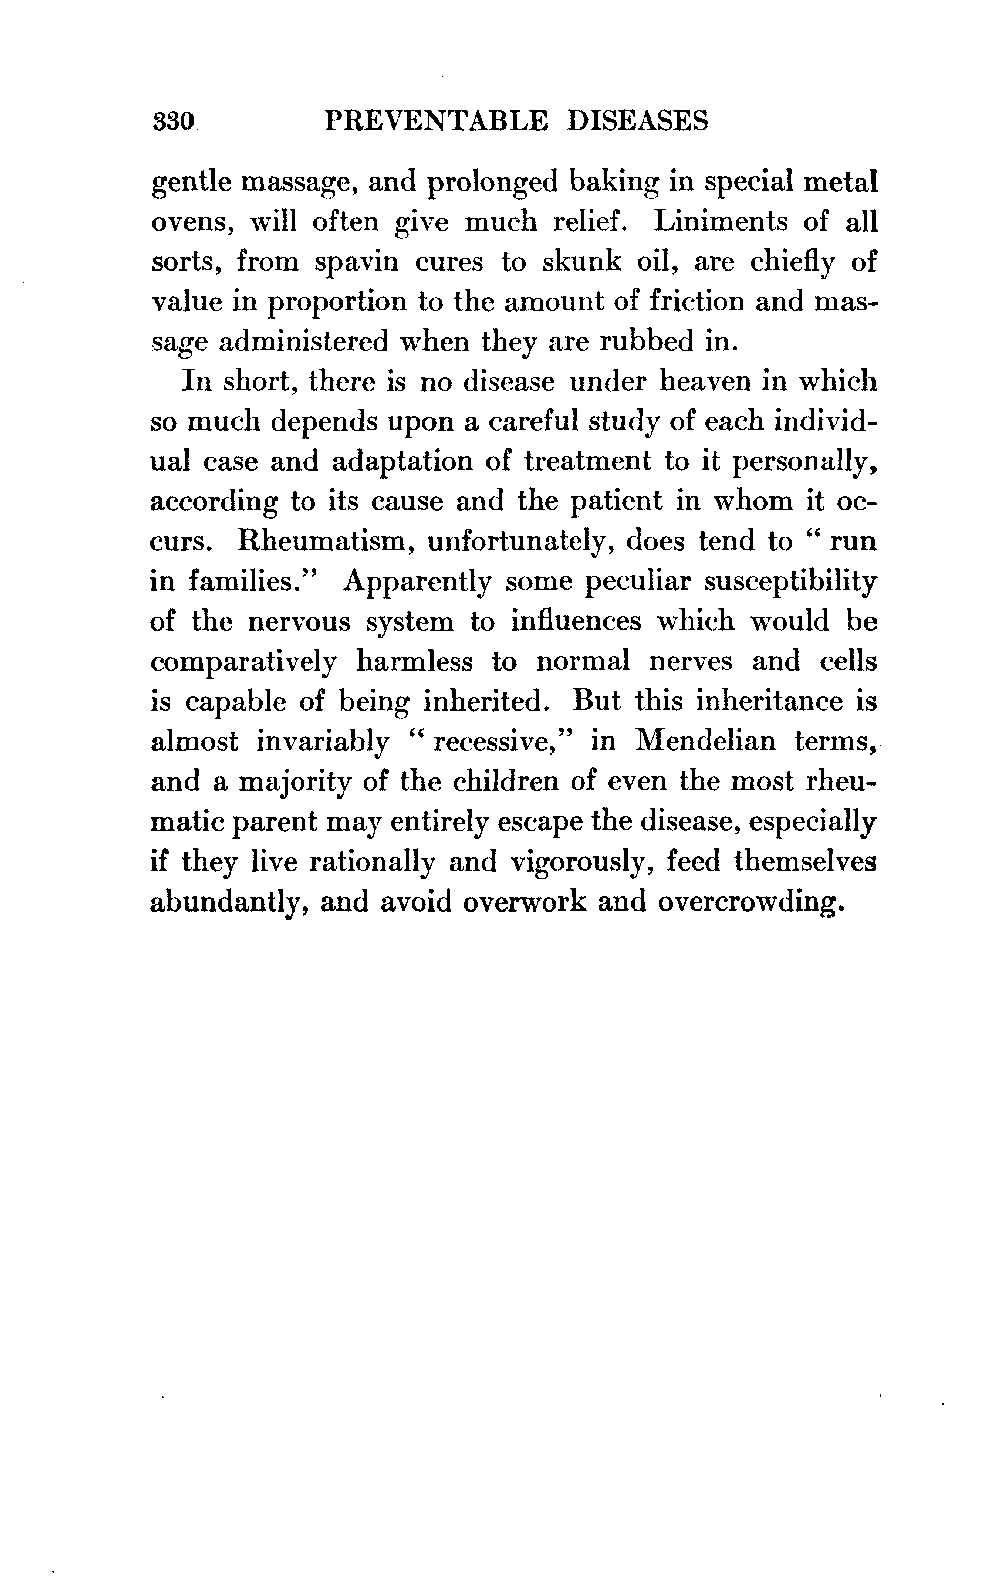 330 PREVENTABLE DISEASES
gentle massage, and prolonged baking in special metal
ovens, will often give much relief. Liniments of all
sorts, from spavin cures to skunk oil, are chiefly of
value in proportion to the amount of friction and mas-
sage administered when they are rubbed in.
In short, there is no disease under heaven in which
so much depends upon a careful study of each individ-
ual case and adaptation of treatment to it personally,
according to its cause and the patient in whom it oc-
curs. Rheumatism, unfortunately, does tend to “ run
in families.” Apparently some peculiar susceptibility
of the nervous system to influences which would be
comparatively harmless to normal nerves and cells
is capable of being inherited. But this inheritance is
almost invariably “ recessive,” in Mendelian terms,
and a majority of the children of even the most rheu-
matic parent may entirely escape the disease, especially
if they live rationally and vigorously, feed themselves
abundantly, and avoid overwork and overcrowding.